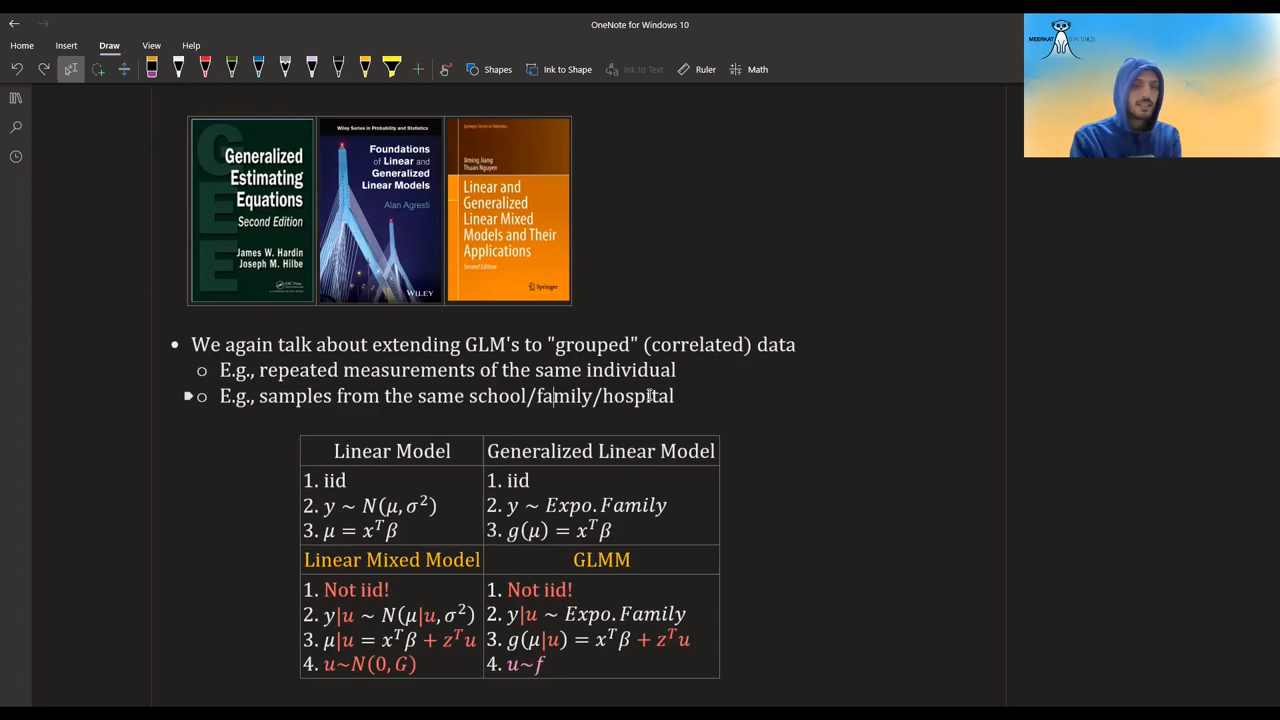 OneNote for Windows 10
Home Insert Draw View Help
Shapes Ink to Shape Ink to Text Ruler Math
MEERKAT STATISTICS
GEE
Generalized
Estimating
Equations
Second Edition
James W. Hardin
Joseph M. Hilbe
CRC Press
Wiley Series in Probability and Statistics
Foundations
of Linear and
Generalized
Linear Models
Alan Agresti
WILEY
Springer Series in Statistics
Jiming Jiang
Thuan Nguyen
Linear and
Generalized
Linear Mixed
Models and Their
Applications
Second Edition
Springer
• We again talk about extending GLM's to "grouped" (correlated) data
○ E.g., repeated measurements of the same individual
○ E.g., samples from the same school/family/hospital
Linear Model
1. iid
2. y ~ N(μ, σ²)
3. μ = xᵀβ
Generalized Linear Model
1. iid
2. y ~ Expo. Family
3. g(μ) = xᵀβ
Linear Mixed Model
1. Not iid!
2. y|u ~ N(μ|u, σ²)
3. μ|u = xᵀβ + zᵀu
4. u~N(0, G)
GLMM
1. Not iid!
2. y|u ~ Expo. Family
3. g(μ|u) = xᵀβ + zᵀu
4. u~f